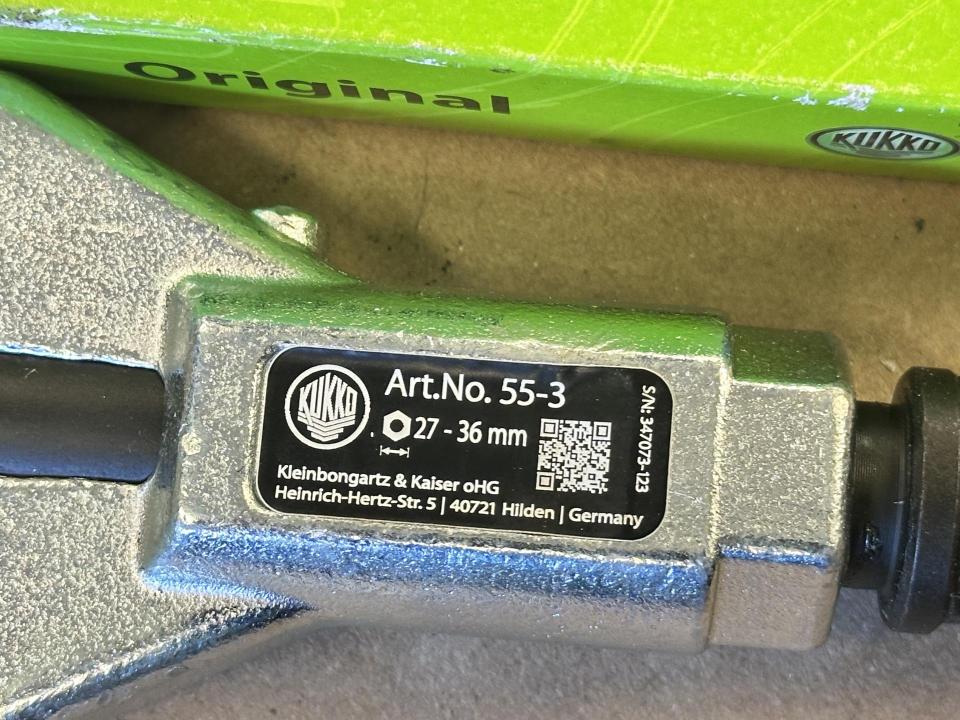 Original
KUKKO
KUKKO
Art.No. 55-3
27 - 36 mm
S/N: 347073-123
Kleinbongartz & Kaiser oHG
Heinrich-Hertz-Str. 5 | 40721 Hilden | Germany